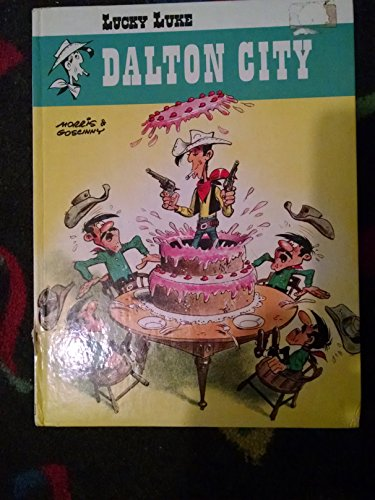 LUCKY LUKE
DALTON CITY
MORRIS &
GOSCINNY